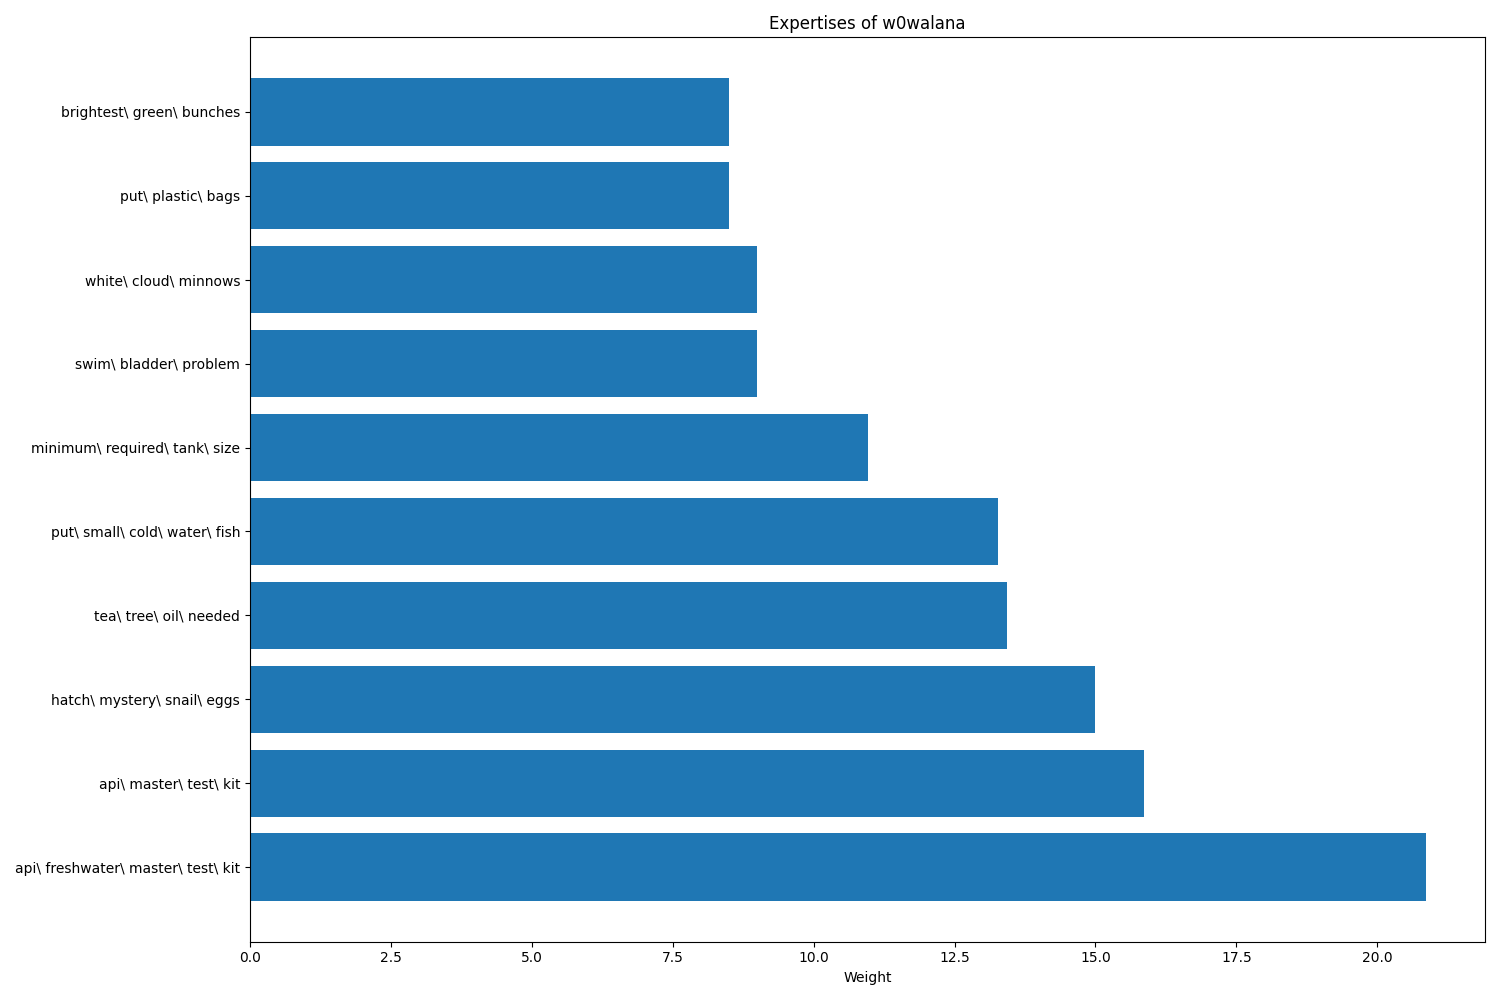 Expertises of w0walana
brightest\ green\ bunches
put\ plastic\ bags
white\ cloud\ minnows
swim\ bladder\ problem
minimum\ required\ tank\ size
put\ small\ cold\ water\ fish
tea\ tree\ oil\ needed
hatch\ mystery\ snail\ eggs
api\ master\ test\ kit
api\ freshwater\ master\ test\ kit
0.0 2.5 5.0 7.5 10.0 12.5 15.0 17.5 20.0
Weight